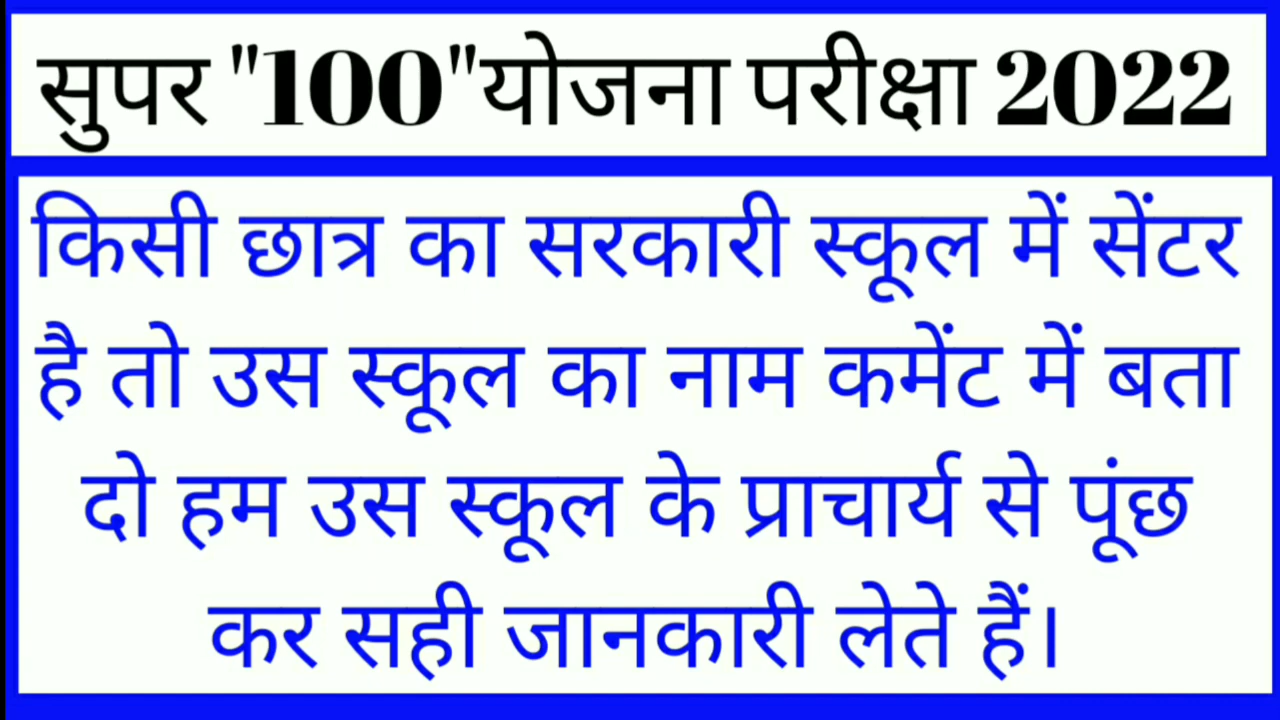 सुपर "100"योजना परीक्षा 2022
किसी छात्र का सरकारी स्कूल में सेंटर
है तो उस स्कूल का नाम कमेंट में बता
दो हम उस स्कूल के प्राचार्य से पूंछ
कर सही जानकारी लेते हैं।